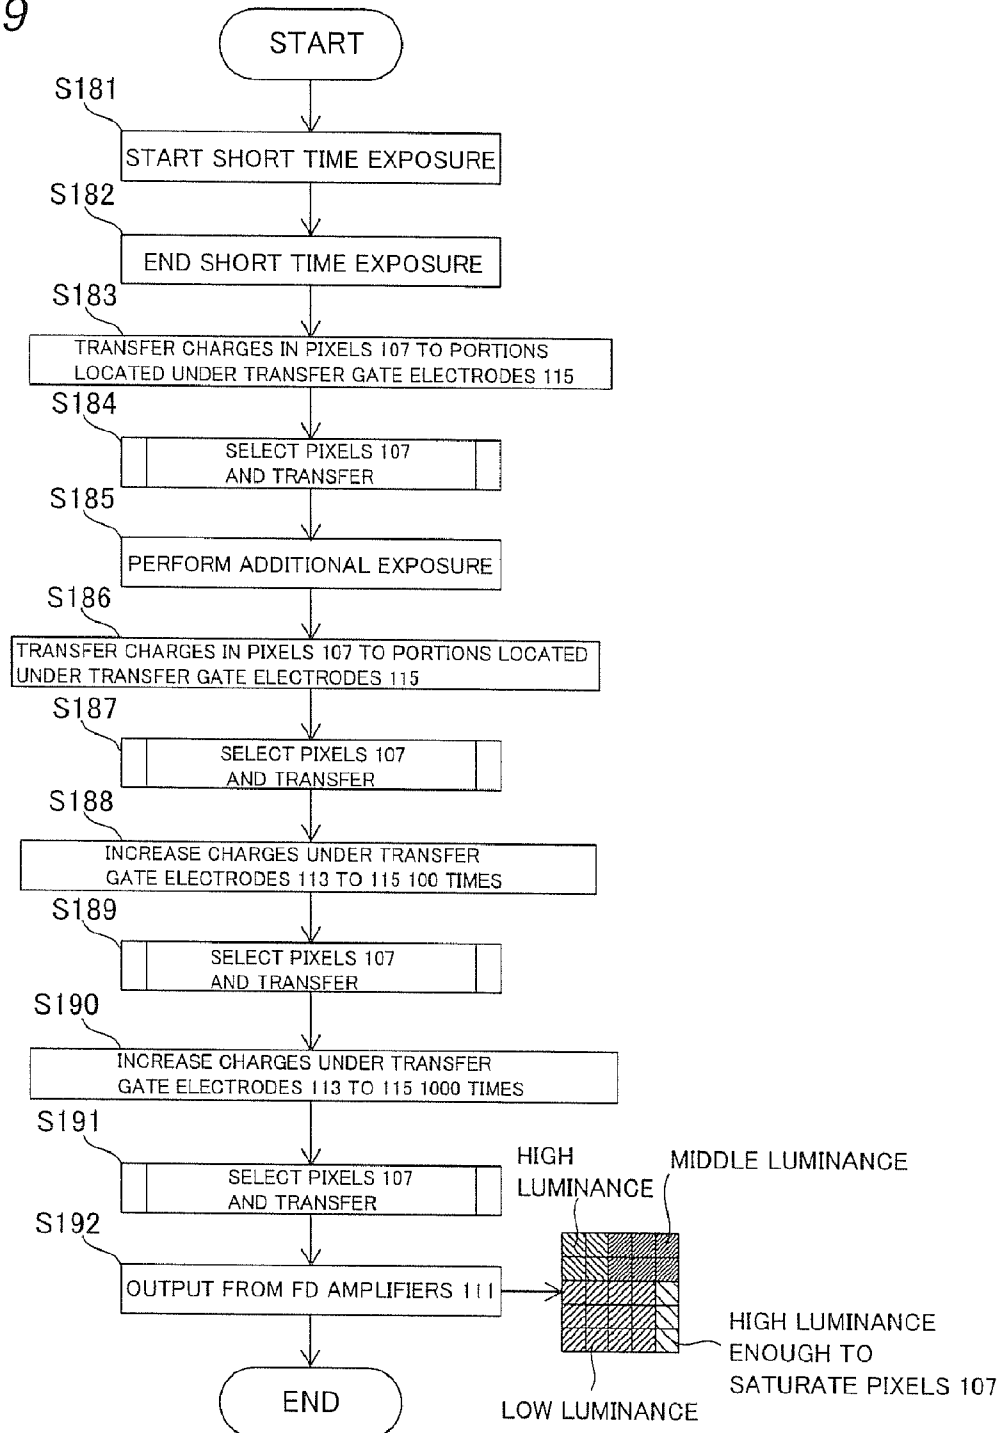 9
START
S181
START SHORT TIME EXPOSURE
S182
END SHORT TIME EXPOSURE
S183
TRANSFER CHARGES IN PIXELS 107 TO PORTIONS
LOCATED UNDER TRANSFER GATE ELECTRODES 115
S184
SELECT PIXELS 107
AND TRANSFER
S185
PERFORM ADDITIONAL EXPOSURE
S186
TRANSFER CHARGES IN PIXELS 107 TO PORTIONS LOCATED
UNDER TRANSFER GATE ELECTRODES 115
S187
SELECT PIXELS 107
AND TRANSFER
S188
INCREASE CHARGES UNDER TRANSFER
GATE ELECTRODES 113 TO 115 100 TIMES
S189
SELECT PIXELS 107
AND TRANSFER
S190
INCREASE CHARGES UNDER TRANSFER
GATE ELECTRODES 113 TO 115 1000 TIMES
S191
SELECT PIXELS 107
AND TRANSFER
S192
OUTPUT FROM FD AMPLIFIERS 111
HIGH
LUMINANCE
MIDDLE LUMINANCE
HIGH LUMINANCE
ENOUGH TO
SATURATE PIXELS 107
LOW LUMINANCE
END